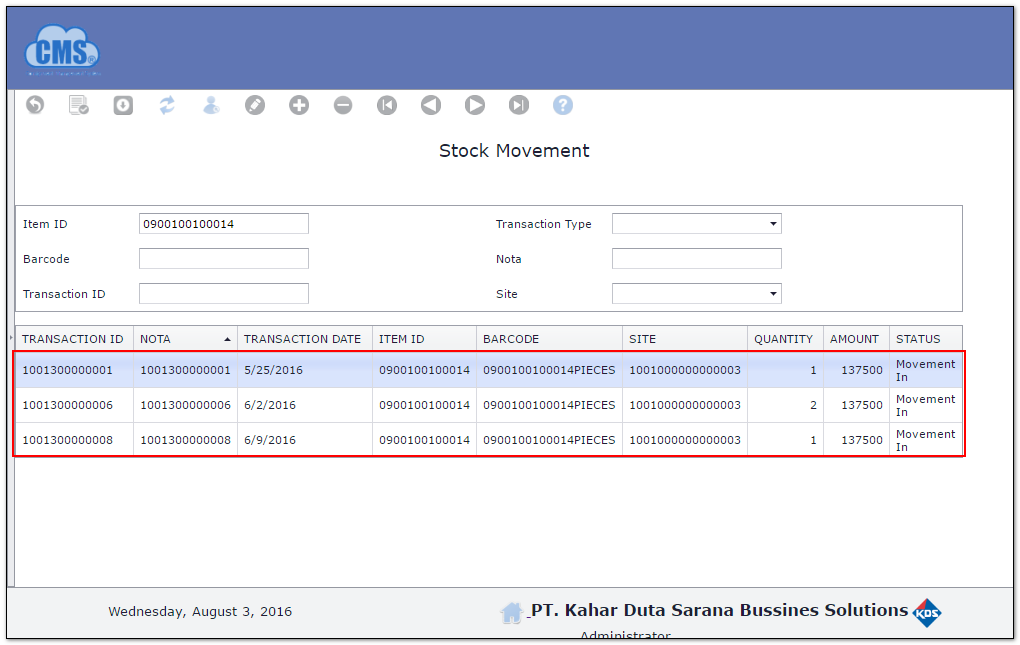 CMS®
Stock Movement
Item ID 0900100100014 Transaction Type
Barcode Nota
Transaction ID Site
TRANSACTION ID NOTA TRANSACTION DATE ITEM ID BARCODE SITE QUANTITY AMOUNT STATUS
1001300000001 1001300000001 5/25/2016 0900100100014 0900100100014PIECES 1001000000000003 1 137500 Movement In
1001300000006 1001300000006 6/2/2016 0900100100014 0900100100014PIECES 1001000000000003 2 137500 Movement In
1001300000008 1001300000008 6/9/2016 0900100100014 0900100100014PIECES 1001000000000003 1 137500 Movement In
Wednesday, August 3, 2016 PT. Kahar Duta Sarana Bussines Solutions KDS
Administrator